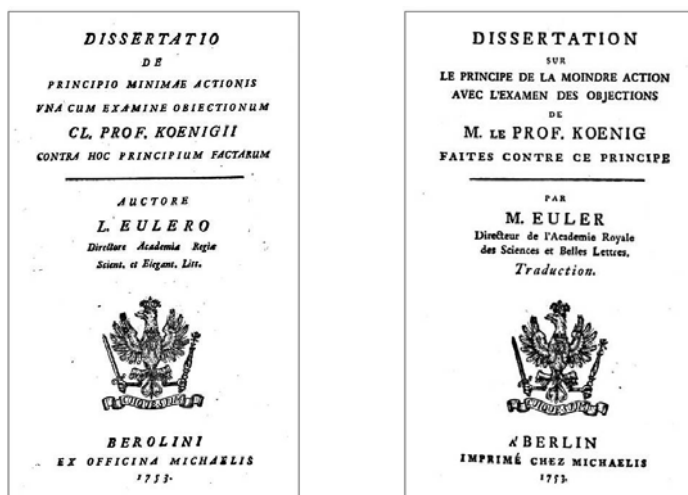 DISSERTATIO
DE
PRINCIPIO MINIMAE ACTIONIS
VNA CUM EXAMINE OBIECTIONUM
CL. PROF. KOENIGII
CONTRA HOC PRINCIPIUM FACTARUM
AUCTORE
L. EULERO
Directore Academiæ Regiæ
Scient. et Elegant. Litt.
BEROLINI
EX OFFICINA MICHAELIS
1753.
DISSERTATION
SUR
LE PRINCIPE DE LA MOINDRE ACTION
AVEC L'EXAMEN DES OBJECTIONS
DE
M. LE PROF. KOENIG
FAITES CONTRE CE PRINCIPE
PAR
M. EULER
Directeur de l'Academie Royale
des Sciences et Belles Lettres.
Traduction.
A' BERLIN
IMPRIMÉ CHEZ MICHAELIS
1753.